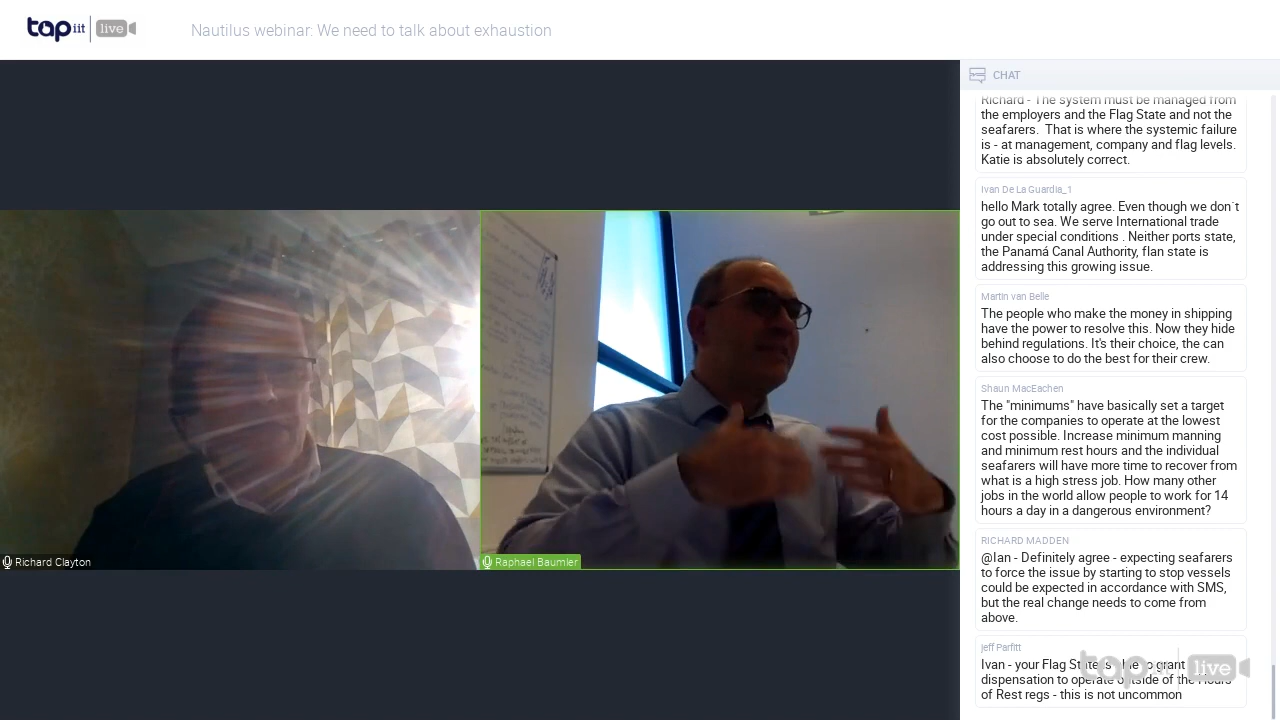 tap iit live
Nautilus webinar: We need to talk about exhaustion
CHAT
Richard - The system must be managed from
the employers and the Flag State and not the
seafarers.  That is where the systemic failure
is - at management, company and flag levels.
Katie is absolutely correct.
Ivan De La Guardia_1
hello Mark totally agree. Even though we don´t
go out to sea. We serve International trade
under special conditions . Neither ports state,
the Panamá Canal Authority, flan state is
addressing this growing issue.
Martin van Belle
The people who make the money in shipping
have the power to resolve this. Now they hide
behind regulations. It's their choice, the can
also choose to do the best for their crew.
Shaun MacEachen
The "minimums" have basically set a target
for the companies to operate at the lowest
cost possible. Increase minimum manning
and minimum rest hours and the individual
seafarers will have more time to recover from
what is a high stress job. How many other
jobs in the world allow people to work for 14
hours a day in a dangerous environment?
RICHARD MADDEN
@Ian - Definitely agree - expecting seafarers
to force the issue by starting to stop vessels
could be expected in accordance with SMS,
but the real change needs to come from
above.
jeff Parfitt
Ivan - your Flag grant
dispensation to operate outside of the Hours
of Rest regs - this is not uncommon
tap live
Richard Clayton
Raphael Baumler